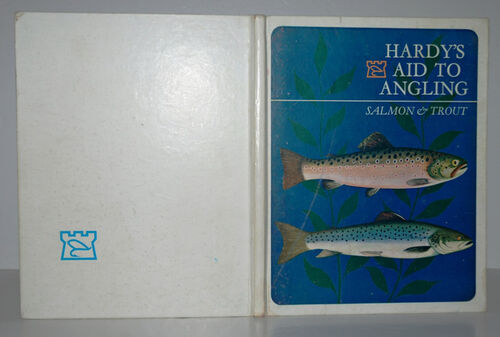 HARDY'S
AID TO
ANGLING
SALMON & TROUT